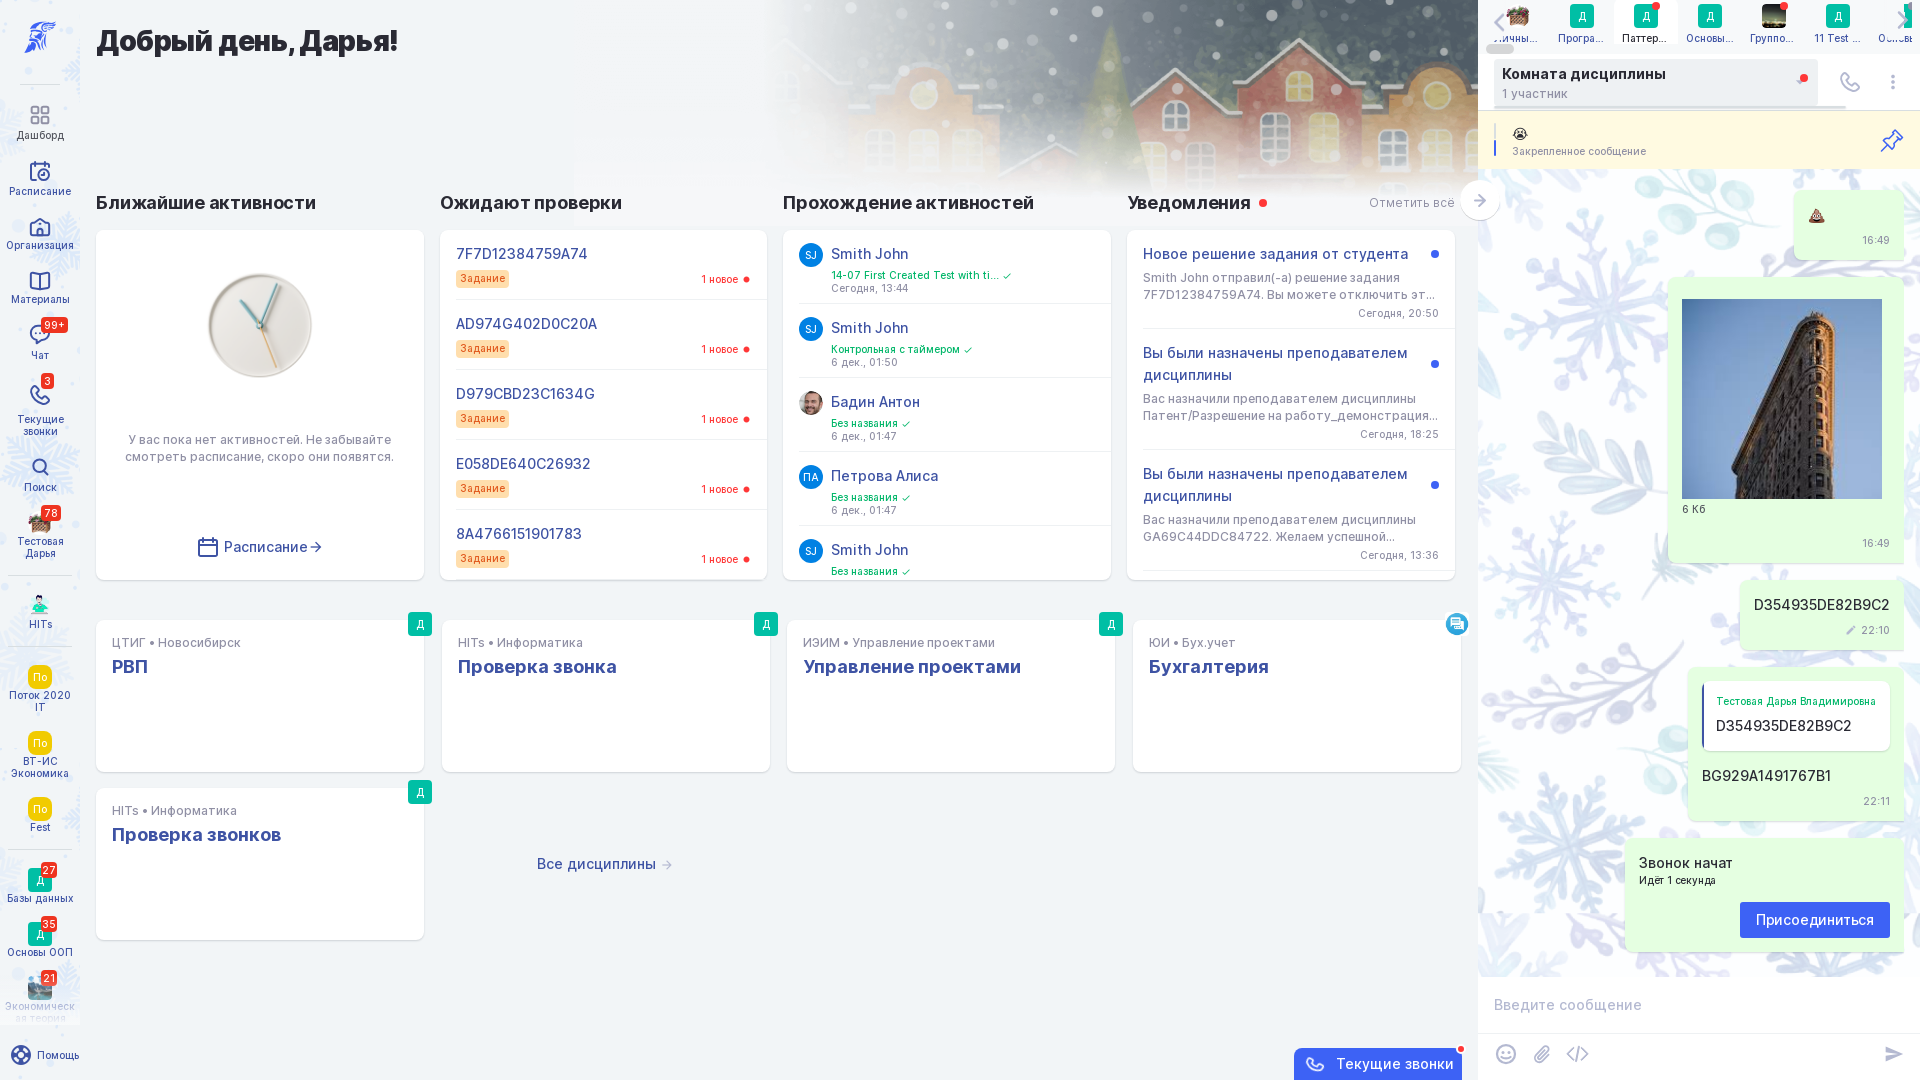 Дашборд
Расписание
Организация
Материалы
99+
Чат
3
Текущие
звонки
Поиск
78
Тестовая
Дарья
HITs
По
Поток 2020
IT
По
ВТ-ИС
Экономика
По
Fest
27
Д
Базы данных
35
Д
Основы ООП
21
Экономическ
ая теория
Помощь
Добрый день, Дарья!
Ближайшие активности
У вас пока нет активностей. Не забывайте
смотреть расписание, скоро они появятся.
Расписание
Ожидают проверки
7F7D12384759A74
Задание
1 новое
AD974G402D0C20A
Задание
1 новое
D979CBD23C1634G
Задание
1 новое
E058DE640C26932
Задание
1 новое
8A4766151901783
Задание
1 новое
Прохождение активностей
SJ
Smith John
14-07 First Created Test with ti...
Сегодня, 13:44
SJ
Smith John
Контрольная с таймером
6 дек., 01:50
Бадин Антон
Без названия
6 дек., 01:47
ПА
Петрова Алиса
Без названия
6 дек., 01:47
SJ
Smith John
Без названия
Уведомления
Отметить всё
Новое решение задания от студента
Smith John отправил(-а) решение задания
7F7D12384759A74. Вы можете отключить эт...
Сегодня, 20:50
Вы были назначены преподавателем
дисциплины
Вас назначили преподавателем дисциплины
Патент/Разрешение на работу_демонстрация...
Сегодня, 18:25
Вы были назначены преподавателем
дисциплины
Вас назначили преподавателем дисциплины
GA69C44DDC84722. Желаем успешной...
Сегодня, 13:36
Д
ЦТИГ • Новосибирск
РВП
Д
HITs • Информатика
Проверка звонка
Д
ИЭИМ • Управление проектами
Управление проектами
ЮИ • Бух.учет
Бухгалтерия
Д
HITs • Информатика
Проверка звонков
Все дисциплины
Текущие звонки
Личны...
Д
Програ...
Д
Паттер...
Д
Основы...
Группо...
Д
11 Test ...
Комната дисциплины
1 участник
😭
Закрепленное сообщение
💩
16:49
6 Кб
16:49
D354935DE82B9C2
22:10
Тестовая Дарья Владимировна
D354935DE82B9C2
BG929A1491767B1
22:11
Звонок начат
Идёт 1 секунда
Присоединиться
Введите сообщение